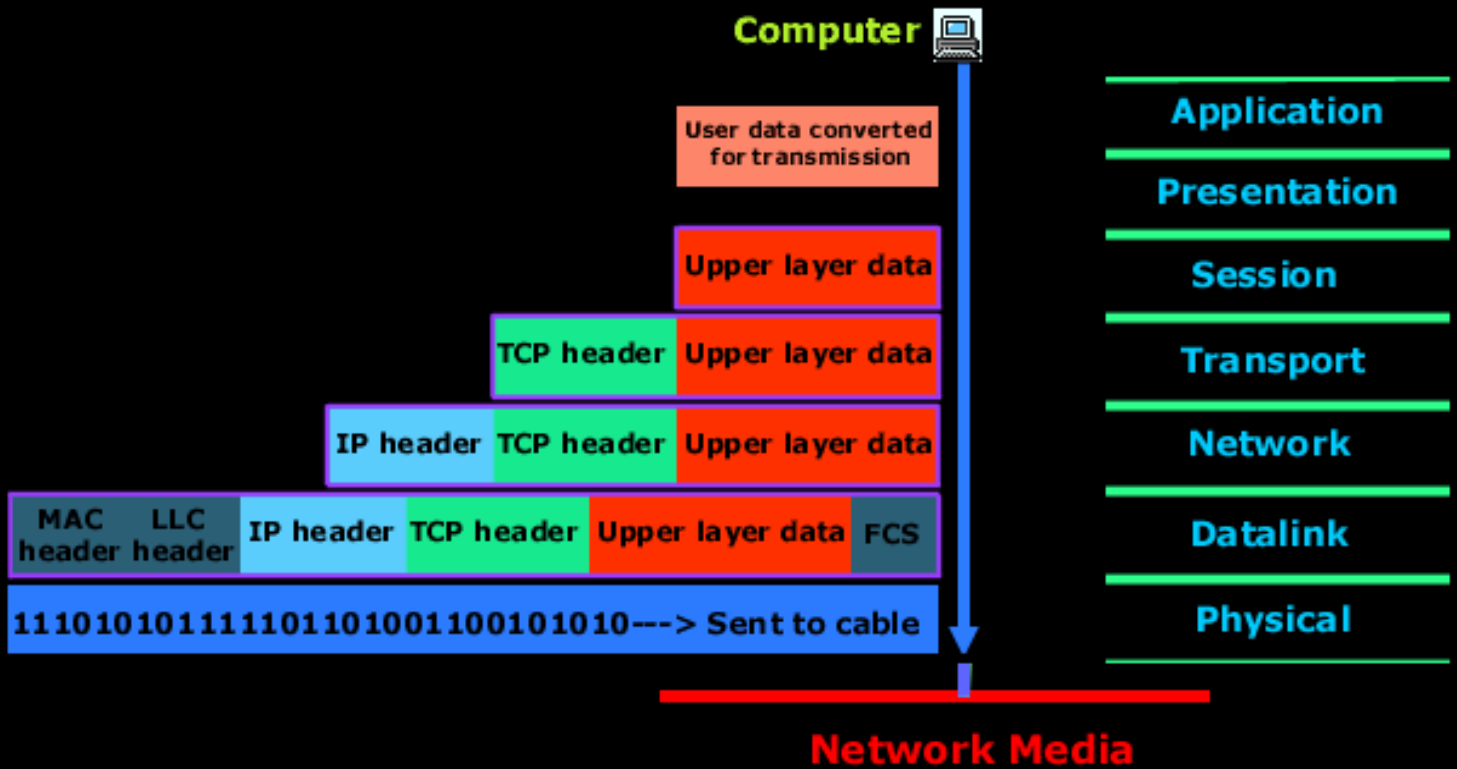 Computer
User data converted
for transmission
Application
Presentation
Upper layer data
Session
TCP header Upper layer data
Transport
IP header TCP header Upper layer data
Network
MAC header LLC header IP header TCP header Upper layer data FCS
Datalink
111010101111101101001100101010---> Sent to cable
Physical
Network Media